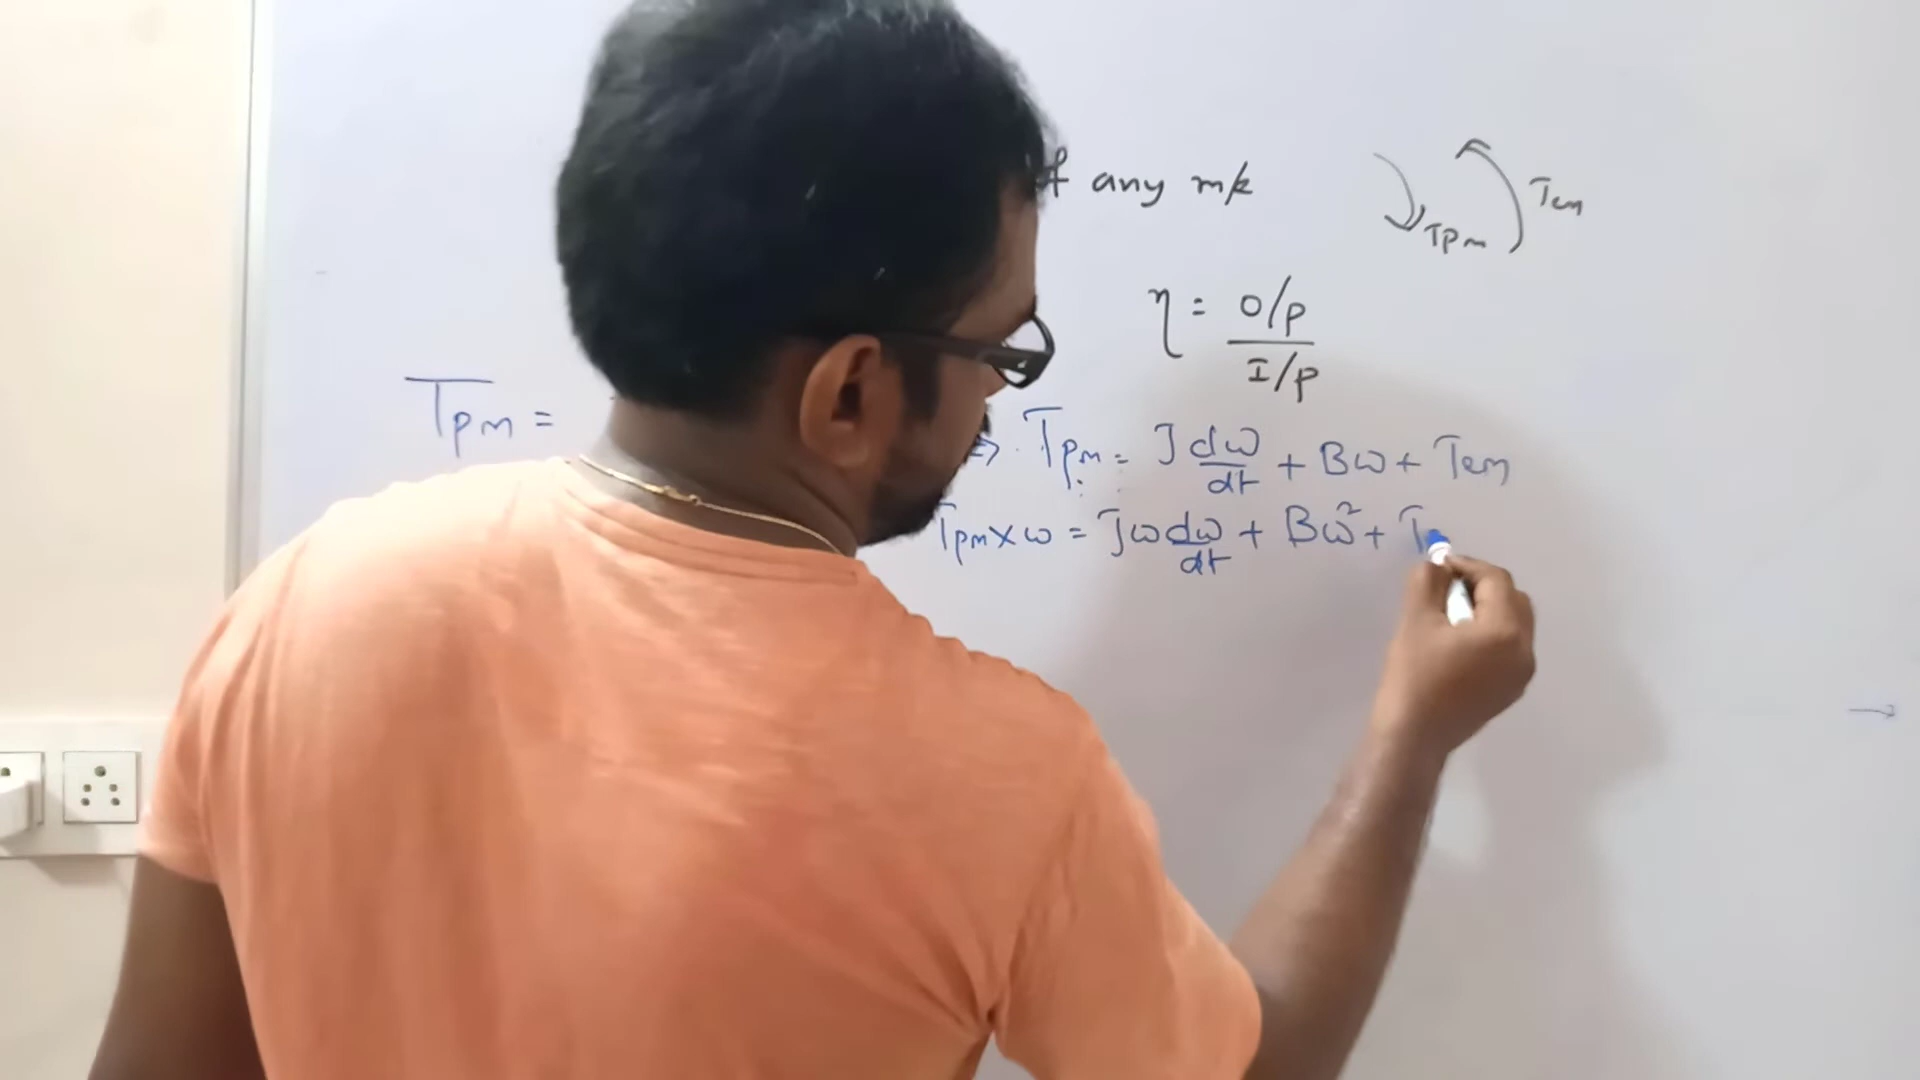 f any m/c
Tpm
Tem
η = O/p
I/p
Tpm =
⇒ Tpm = J dω/dt + Bω + Tem
Tpm × ω = Jω dω/dt + Bω² + T